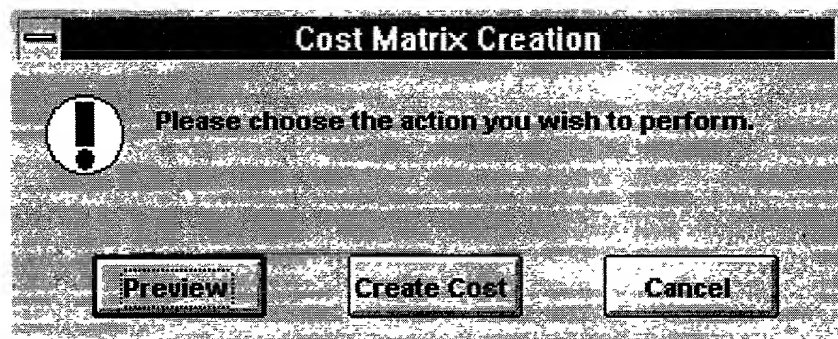 Cost Matrix Creation
Please choose the action you wish to perform.
Preview Create Cost Cancel